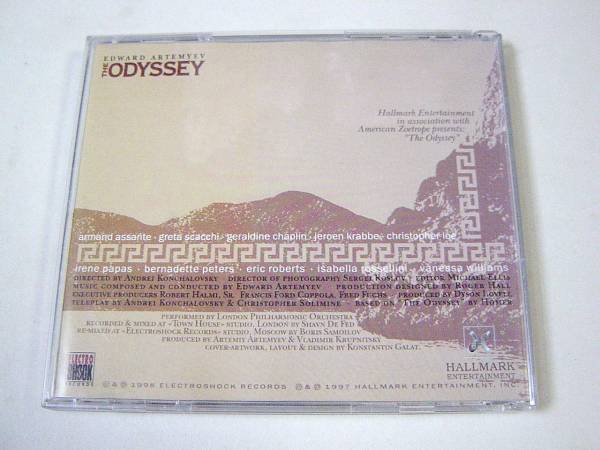 EDWARD ARTEMYEV
THE ODYSSEY
Hallmark Entertainment
in association with
American Zoetrope presents:
"The Odyssey"
armand assante · greta scacchi · geraldine chaplin · jeroen krabbe · christopher lee
irene papas · bernadette peters · eric roberts · isabella rossellini · vanessa williams
DIRECTED BY ANDREI KONCHALOVSKY DIRECTOR OF PHOTOGRAPHY SERGEI KOSLOV EDITOR MICHAEL ELLIS
MUSIC COMPOSED AND CONDUCTED BY EDWARD ARTEMYEV PRODUCTION DESIGNED BY ROGER HALL
EXECUTIVE PRODUCERS ROBERT HALMI, SR. FRANCIS FORD COPPOLA, FRED FUCHS PRODUCED BY DYSON LOVELL
TELEPLAY BY ANDREI KONCHALOVSKY & CHRISTOPHER SOLIMINE BASED ON "THE ODYSSEY" BY HOMER
PERFORMED BY LONDON PHILHARMONIC ORCHESTRA
RECORDED & MIXED AT «TOWN HOUSE» STUDIO, LONDON BY SHAVN DE FEO
RE-MIXED AT «ELECTROSHOCK RECORDS» STUDIO, MOSCOW BY BORIS SAMOILOV
PRODUCED BY ARTEMIY ARTEMYEV & VLADIMIR KRUPNITSKY
COVER-ARTWORK, LAYOUT & DESIGN BY KONSTANTIN GALAT.
ELECTRO
SHOCK
RECORDS
©&℗ 1998 ELECTROSHOCK RECORDS ©&℗ 1997 HALLMARK ENTERTAINMENT, INC.
HALLMARK
ENTERTAINMENT